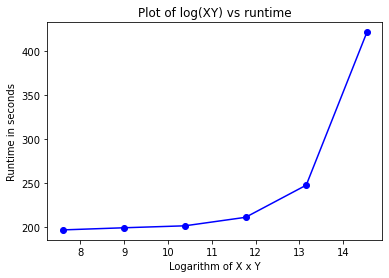 Plot of log(XY) vs runtime
Runtime in seconds
400
350
300
250
200
8 9 10 11 12 13 14
Logarithm of X x Y